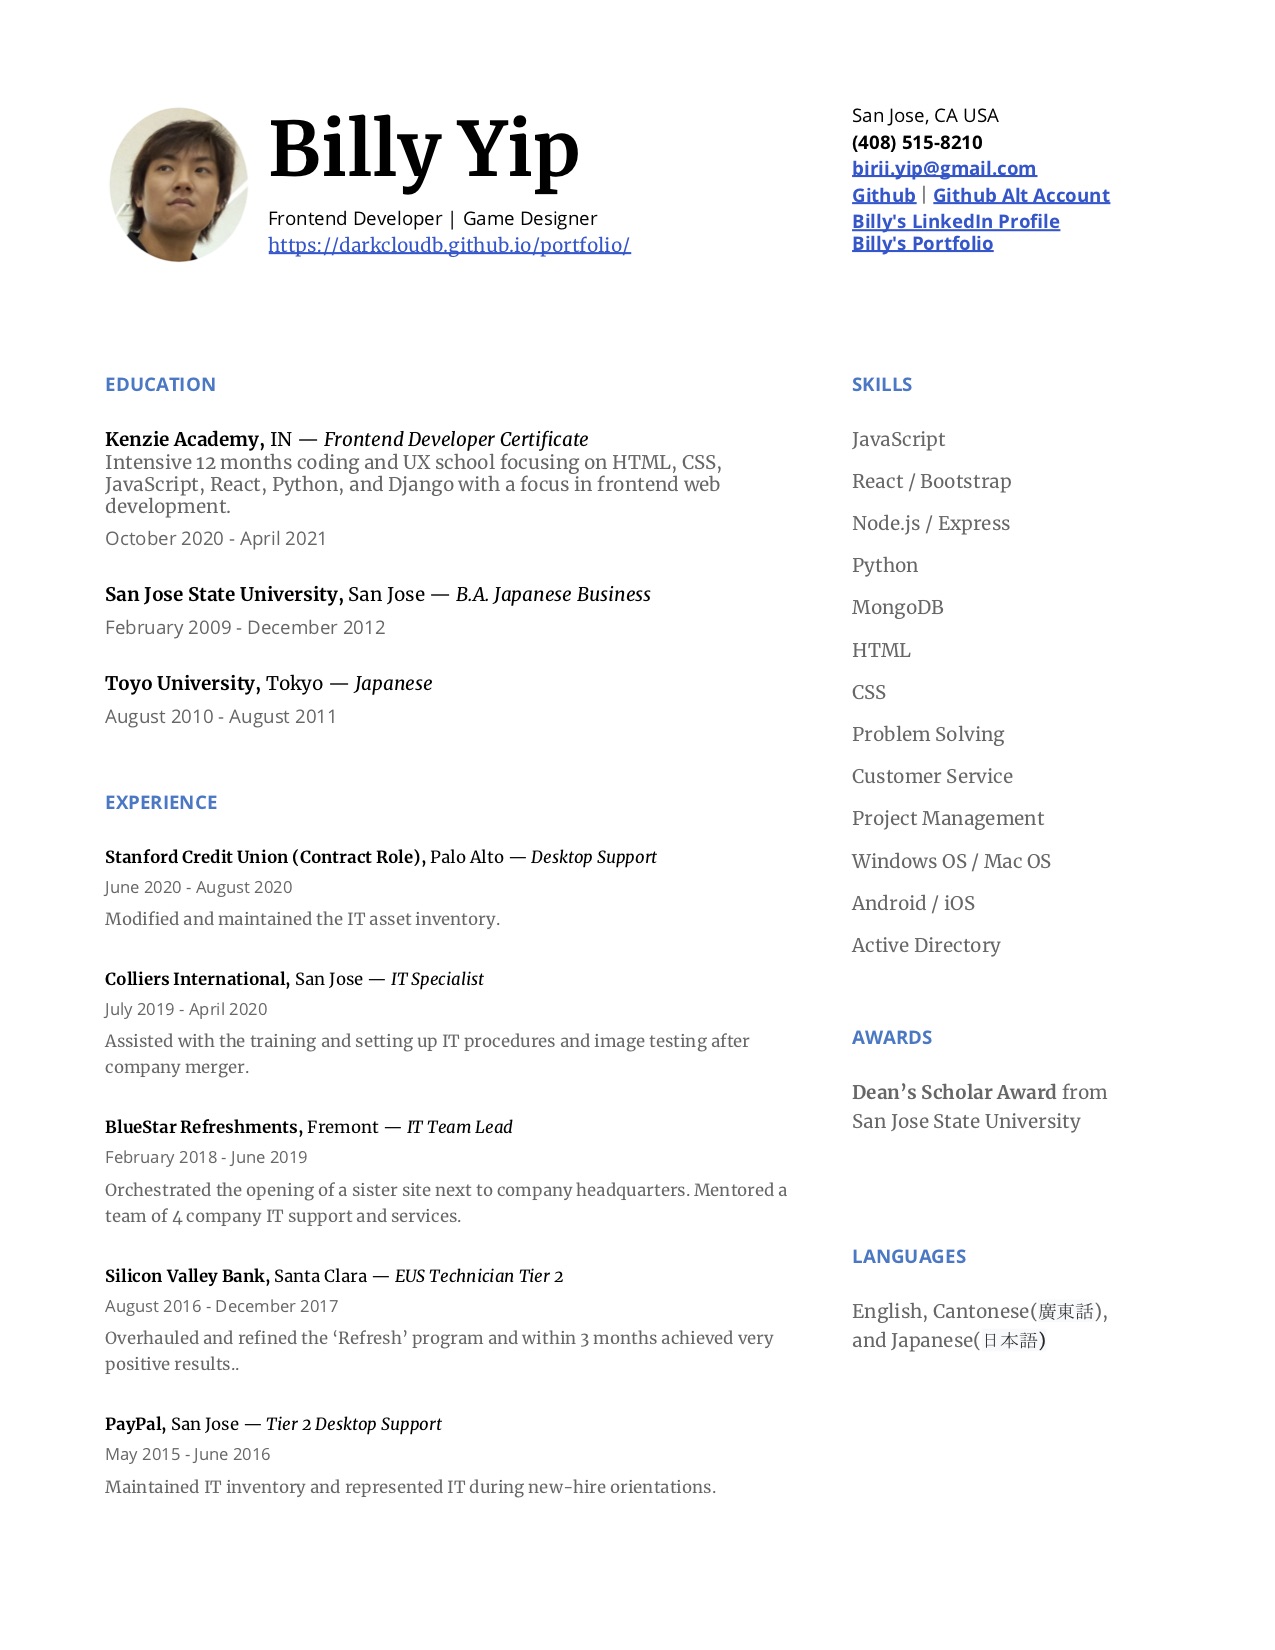 Billy Yip
Frontend Developer | Game Designer
https://darkcloudb.github.io/portfolio/
San Jose, CA USA
(408) 515-8210
birii.yip@gmail.com
Github | Github Alt Account
Billy's LinkedIn Profile
Billy's Portfolio
EDUCATION
Kenzie Academy, IN — Frontend Developer Certificate
Intensive 12 months coding and UX school focusing on HTML, CSS,
JavaScript, React, Python, and Django with a focus in frontend web
development.
October 2020 - April 2021
San Jose State University, San Jose — B.A. Japanese Business
February 2009 - December 2012
Toyo University, Tokyo — Japanese
August 2010 - August 2011
EXPERIENCE
Stanford Credit Union (Contract Role), Palo Alto — Desktop Support
June 2020 - August 2020
Modified and maintained the IT asset inventory.
Colliers International, San Jose — IT Specialist
July 2019 - April 2020
Assisted with the training and setting up IT procedures and image testing after
company merger.
BlueStar Refreshments, Fremont — IT Team Lead
February 2018 - June 2019
Orchestrated the opening of a sister site next to company headquarters. Mentored a
team of 4 company IT support and services.
Silicon Valley Bank, Santa Clara — EUS Technician Tier 2
August 2016 - December 2017
Overhauled and refined the ‘Refresh’ program and within 3 months achieved very
positive results..
PayPal, San Jose — Tier 2 Desktop Support
May 2015 - June 2016
Maintained IT inventory and represented IT during new-hire orientations.
SKILLS
JavaScript
React / Bootstrap
Node.js / Express
Python
MongoDB
HTML
CSS
Problem Solving
Customer Service
Project Management
Windows OS / Mac OS
Android / iOS
Active Directory
AWARDS
Dean’s Scholar Award from
San Jose State University
LANGUAGES
English, Cantonese(廣東話),
and Japanese(日本語)